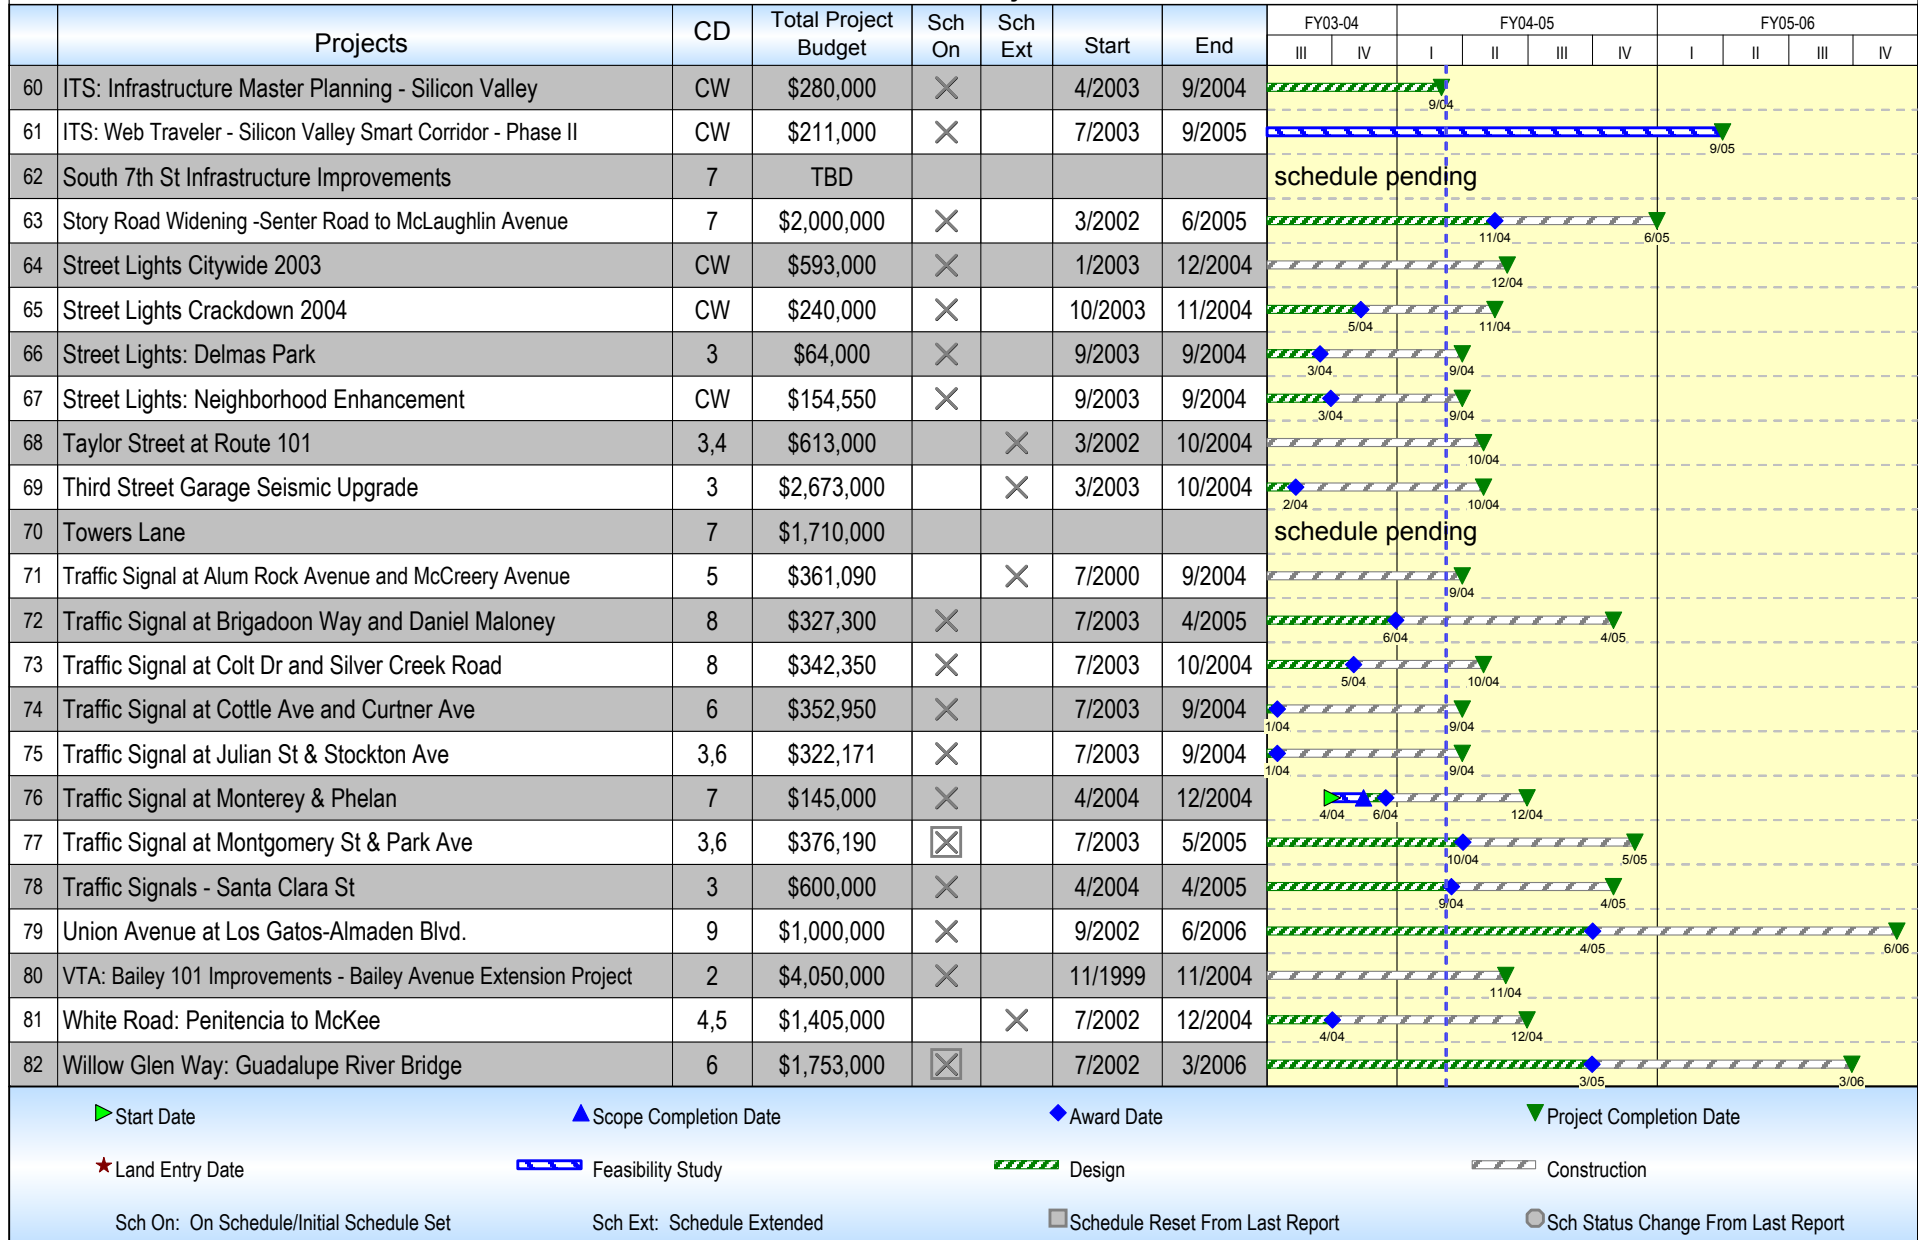 Projects CD Total Project Budget Sch On Sch Ext Start End FY03-04 FY04-05 FY05-06
III IV I II III IV I II III IV
60 ITS: Infrastructure Master Planning - Silicon Valley CW $280,000 4/2003 9/2004 9/04
61 ITS: Web Traveler - Silicon Valley Smart Corridor - Phase II CW $211,000 7/2003 9/2005 9/05
62 South 7th St Infrastructure Improvements 7 TBD schedule pending
63 Story Road Widening -Senter Road to McLaughlin Avenue 7 $2,000,000 3/2002 6/2005 11/04 6/05
64 Street Lights Citywide 2003 CW $593,000 1/2003 12/2004 12/04
65 Street Lights Crackdown 2004 CW $240,000 10/2003 11/2004 5/04 11/04
66 Street Lights: Delmas Park 3 $64,000 9/2003 9/2004 3/04 9/04
67 Street Lights: Neighborhood Enhancement CW $154,550 9/2003 9/2004 3/04 9/04
68 Taylor Street at Route 101 3,4 $613,000 3/2002 10/2004 10/04
69 Third Street Garage Seismic Upgrade 3 $2,673,000 3/2003 10/2004 2/04 10/04
70 Towers Lane 7 $1,710,000 schedule pending
71 Traffic Signal at Alum Rock Avenue and McCreery Avenue 5 $361,090 7/2000 9/2004 9/04
72 Traffic Signal at Brigadoon Way and Daniel Maloney 8 $327,300 7/2003 4/2005 6/04 4/05
73 Traffic Signal at Colt Dr and Silver Creek Road 8 $342,350 7/2003 10/2004 5/04 10/04
74 Traffic Signal at Cottle Ave and Curtner Ave 6 $352,950 7/2003 9/2004 1/04 9/04
75 Traffic Signal at Julian St & Stockton Ave 3,6 $322,171 7/2003 9/2004 1/04 9/04
76 Traffic Signal at Monterey & Phelan 7 $145,000 4/2004 12/2004 4/04 6/04 12/04
77 Traffic Signal at Montgomery St & Park Ave 3,6 $376,190 7/2003 5/2005 10/04 5/05
78 Traffic Signals - Santa Clara St 3 $600,000 4/2004 4/2005 9/04 4/05
79 Union Avenue at Los Gatos-Almaden Blvd. 9 $1,000,000 9/2002 6/2006 4/05 6/06
80 VTA: Bailey 101 Improvements - Bailey Avenue Extension Project 2 $4,050,000 11/1999 11/2004 11/04
81 White Road: Penitencia to McKee 4,5 $1,405,000 7/2002 12/2004 4/04 12/04
82 Willow Glen Way: Guadalupe River Bridge 6 $1,753,000 7/2002 3/2006 3/05 3/06
Start Date Scope Completion Date Award Date Project Completion Date
Land Entry Date Feasibility Study Design Construction
Sch On: On Schedule/Initial Schedule Set Sch Ext: Schedule Extended Schedule Reset From Last Report Sch Status Change From Last Report